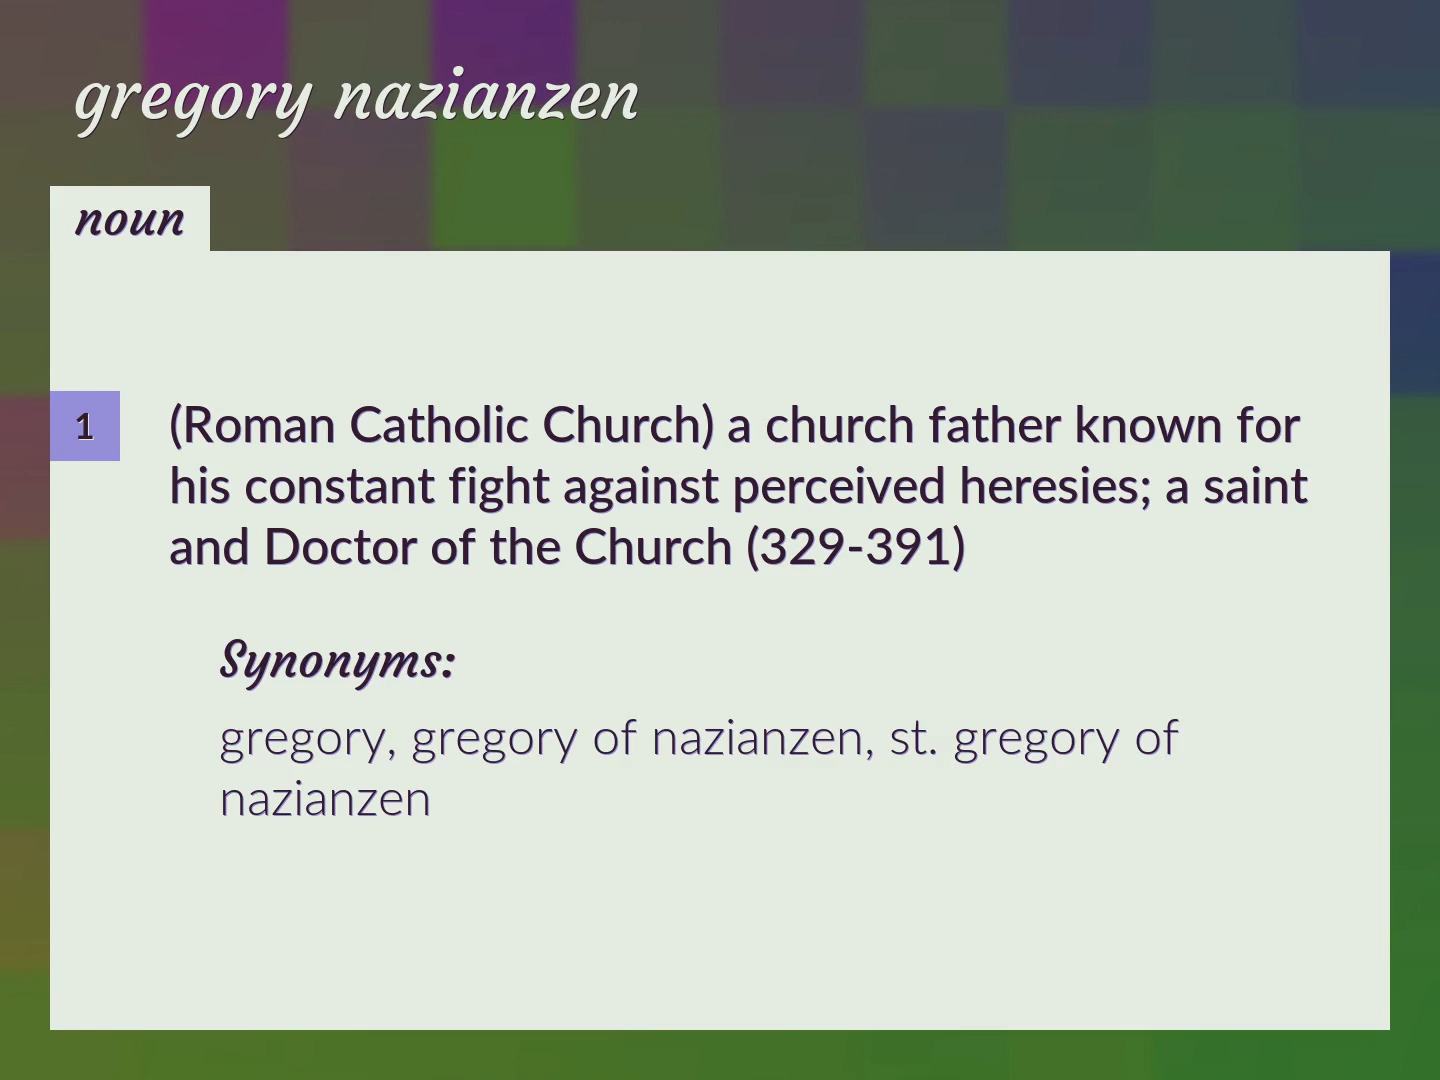 gregory nazianzen
noun
1
(Roman Catholic Church) a church father known for
his constant fight against perceived heresies; a saint
and Doctor of the Church (329-391)
Synonyms:
gregory, gregory of nazianzen, st. gregory of
nazianzen